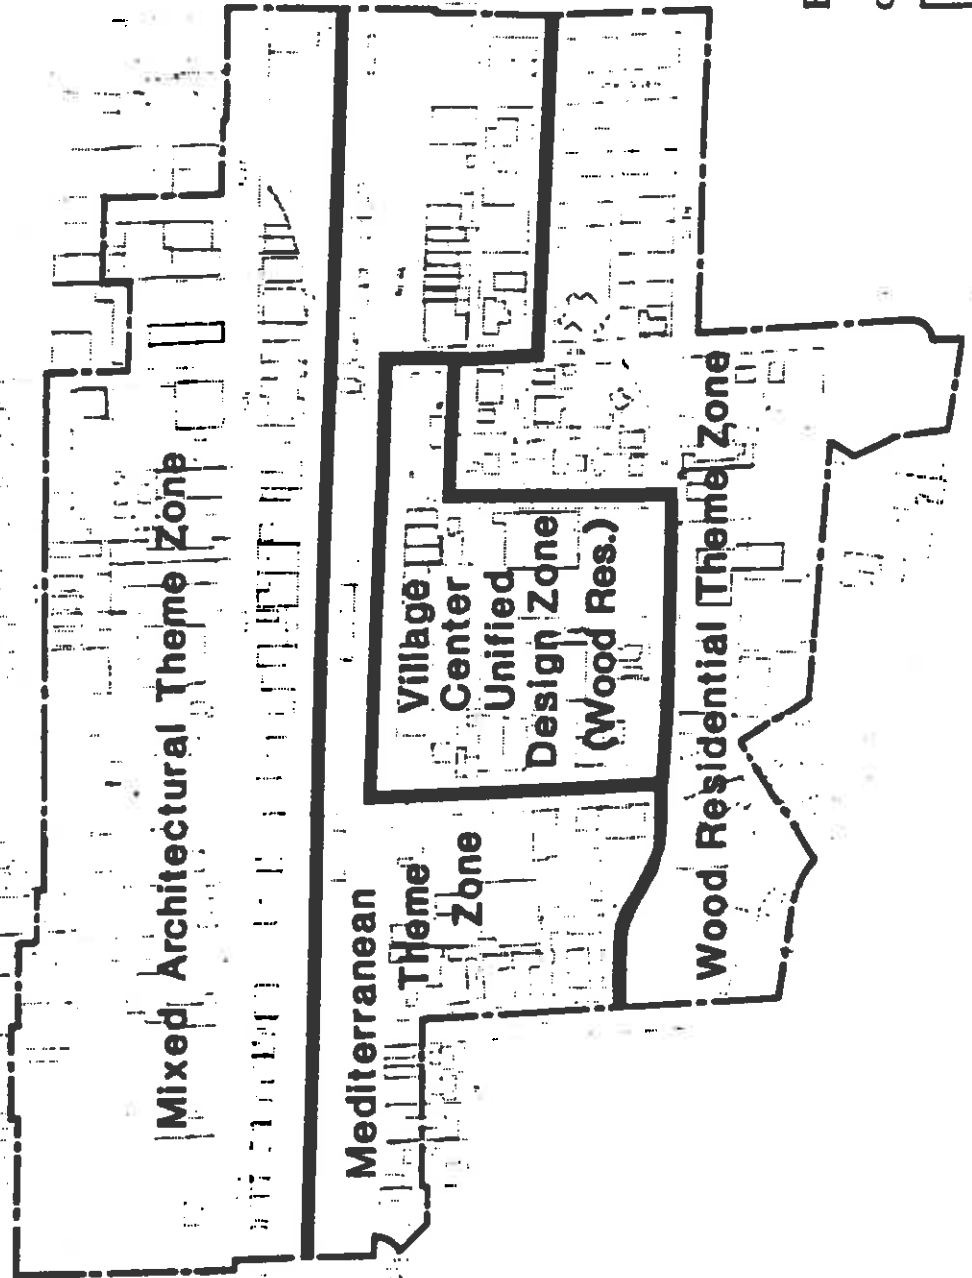 Mixed Architectural Theme Zone
Mediterranean
Theme
Zone
Village
Center
Unified
Design Zone
(Wood Res.)
Wood Residential Theme Zone